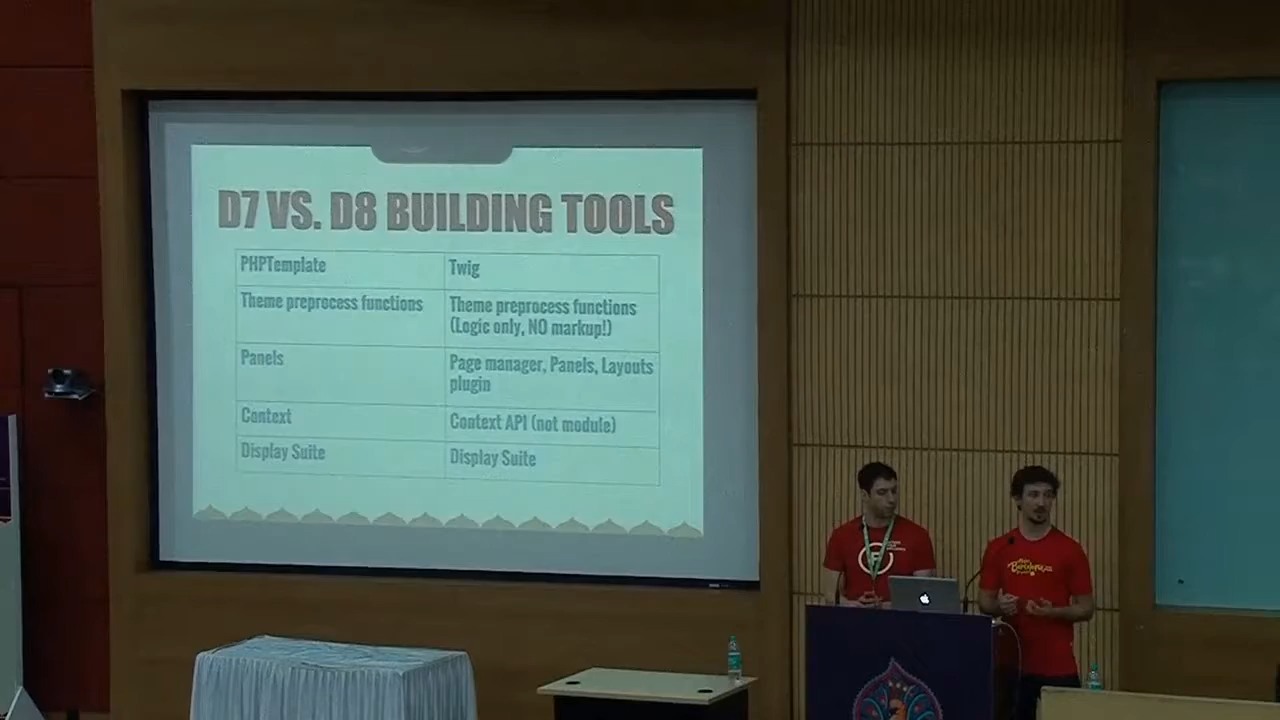 D7 VS. D8 BUILDING TOOLS
PHPTemplate
Twig
Theme preprocess functions
Theme preprocess functions
(Logic only, NO markup!)
Panels
Page manager, Panels, Layouts
plugin
Context
Context API (not module)
Display Suite
Display Suite
Barcelona